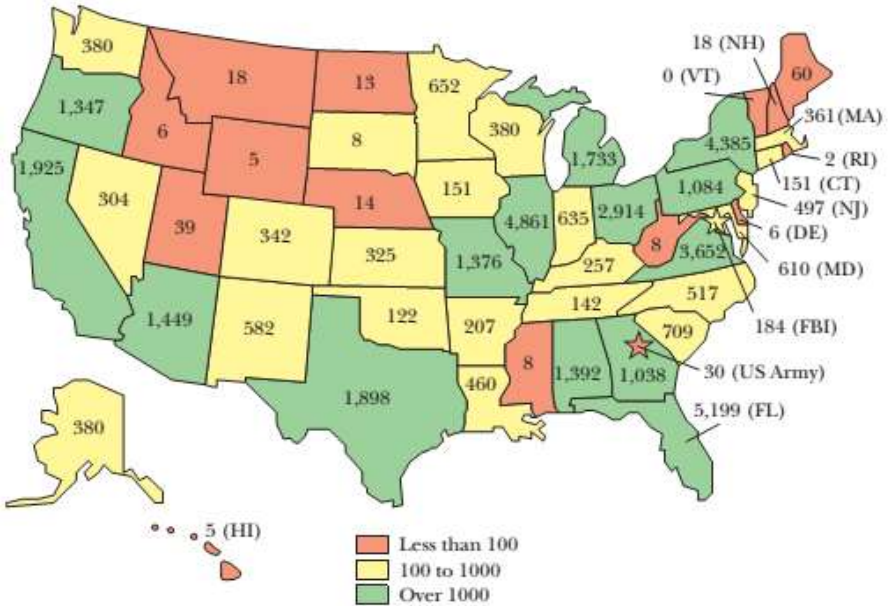 380
18
13
652
18 (NH)
0 (VT)
60
1,347
6
5
8
380
361(MA)
1,925
304
39
14
151
1,733
4,385
2 (RI)
151 (CT)
1,084
497 (NJ)
342
4,861
635
2,914
6 (DE)
8
3,652
610 (MD)
325
1,376
257
184 (FBI)
1,449
582
122
207
142
517
709
30 (US Army)
1,898
460
8
1,392
1,038
5,199 (FL)
380
5 (HI)
Less than 100
100 to 1000
Over 1000